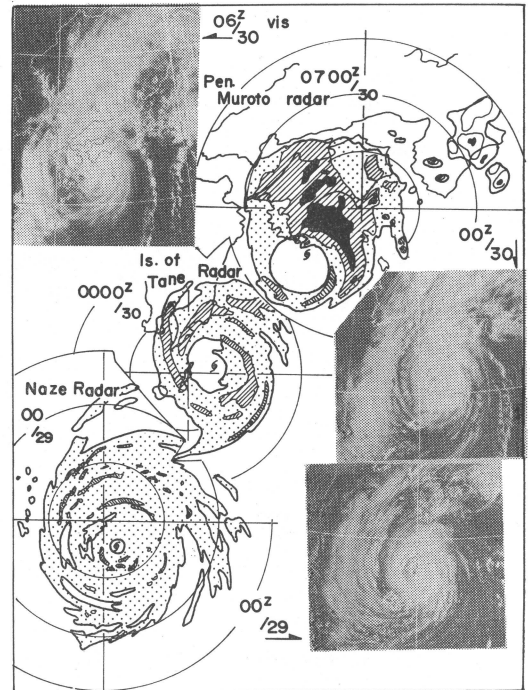 06Z/30 vis
Pen. Muroto radar
0700Z/30
00Z/30
Is. of Tane Radar
0000Z/30
Naze Radar
00/29
00Z/29